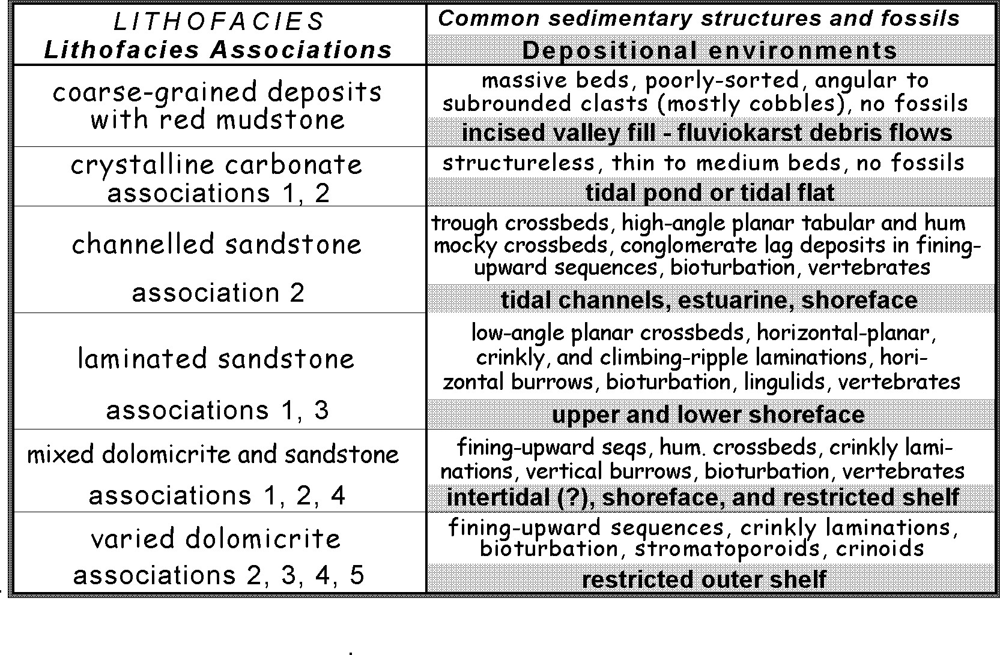 LITHOFACIES
Lithofacies Associations
Common sedimentary structures and fossils
Depositional environments
coarse-grained deposits
with red mudstone
massive beds, poorly-sorted, angular to
subrounded clasts (mostly cobbles), no fossils
incised valley fill - fluviokarst debris flows
crystalline carbonate
associations 1, 2
structureless, thin to medium beds, no fossils
tidal pond or tidal flat
channelled sandstone
association 2
trough crossbeds, high-angle planar tabular and hum
mocky crossbeds, conglomerate lag deposits in fining-
upward sequences, bioturbation, vertebrates
tidal channels, estuarine, shoreface
laminated sandstone
associations 1, 3
low-angle planar crossbeds, horizontal-planar,
crinkly, and climbing-ripple laminations, hori-
zontal burrows, bioturbation, lingulids, vertebrates
upper and lower shoreface
mixed dolomicrite and sandstone
associations 1, 2, 4
fining-upward seqs, hum. crossbeds, crinkly lami-
nations, vertical burrows, bioturbation, vertebrates
intertidal (?), shoreface, and restricted shelf
varied dolomicrite
associations 2, 3, 4, 5
fining-upward sequences, crinkly laminations,
bioturbation, stromatoporoids, crinoids
restricted outer shelf